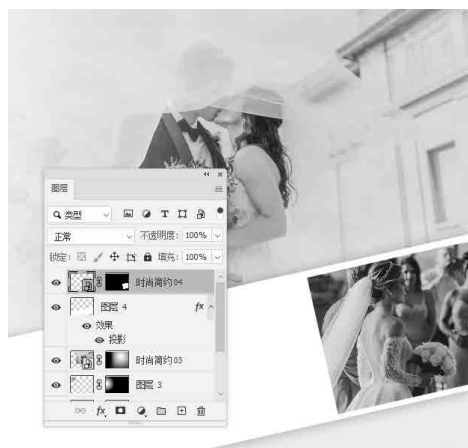 图层
类型
正常 不透明度: 100%
锁定: 填充: 100%
时尚简约04
图层 4 fx
效果
投影
时尚简约03
图层 3
fx